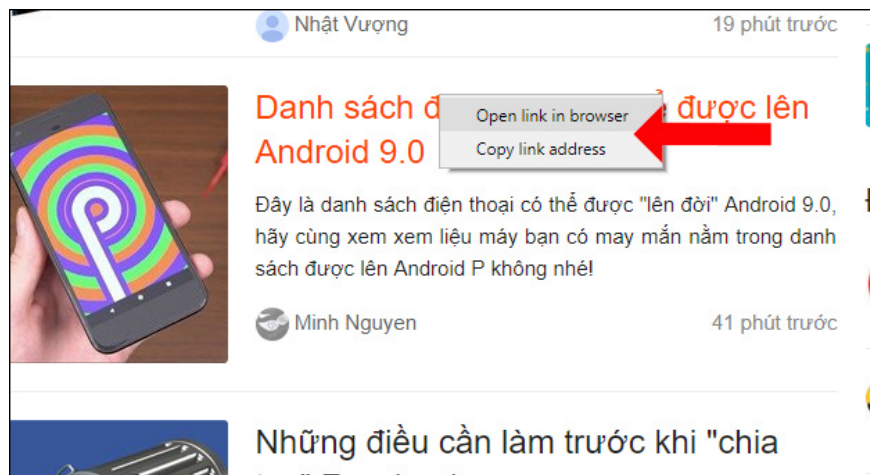 Nhật Vượng
19 phút trước
Danh sách đ
được lên
Android 9.0
Open link in browser
Copy link address
Đây là danh sách điện thoại có thể được "lên đời" Android 9.0,
hãy cùng xem xem liệu máy bạn có may mắn nằm trong danh
sách được lên Android P không nhé!
Minh Nguyen
41 phút trước
Những điều cần làm trước khi "chia